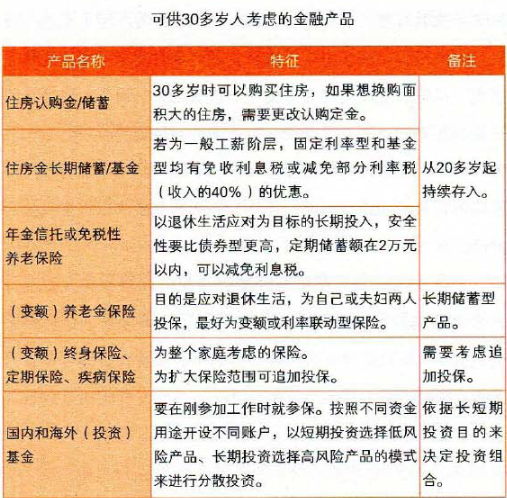 可供30多岁人考虑的金融产品
产品名称
特征
备注
住房认购金/储蓄
30多岁时可以购买住房，如果想换购面
积大的住房，需要更改认购定金。
住房金长期储蓄/基金
若为一般工薪阶层，固定利率型和基金
型均有免收利息税或减免部分利率税
（收入的40%）的优惠。
从20多岁起
持续存入。
年金信托或免税性
养老保险
以退休生活应对为目标的长期投入，安全
性要比债券型更高，定期储蓄额在2万元
以内，可以减免利息税。
（变额）养老金保险
目的是应对退休生活，为自己或夫妇两人
投保，最好为变额或利率联动型保险。
长期储蓄型
产品。
（变额）终身保险、
定期保险、疾病保险
为整个家庭考虑的保险。
为扩大保险范围可追加投保。
需要考虑追
加投保。
国内和海外（投资）
基金
要在刚参加工作时就参保。按照不同资金
用途开设不同账户，以短期投资选择低风
险产品、长期投资选择高风险产品的模式
来进行分散投资。
依据长短期
投资目的来
决定投资组
合。